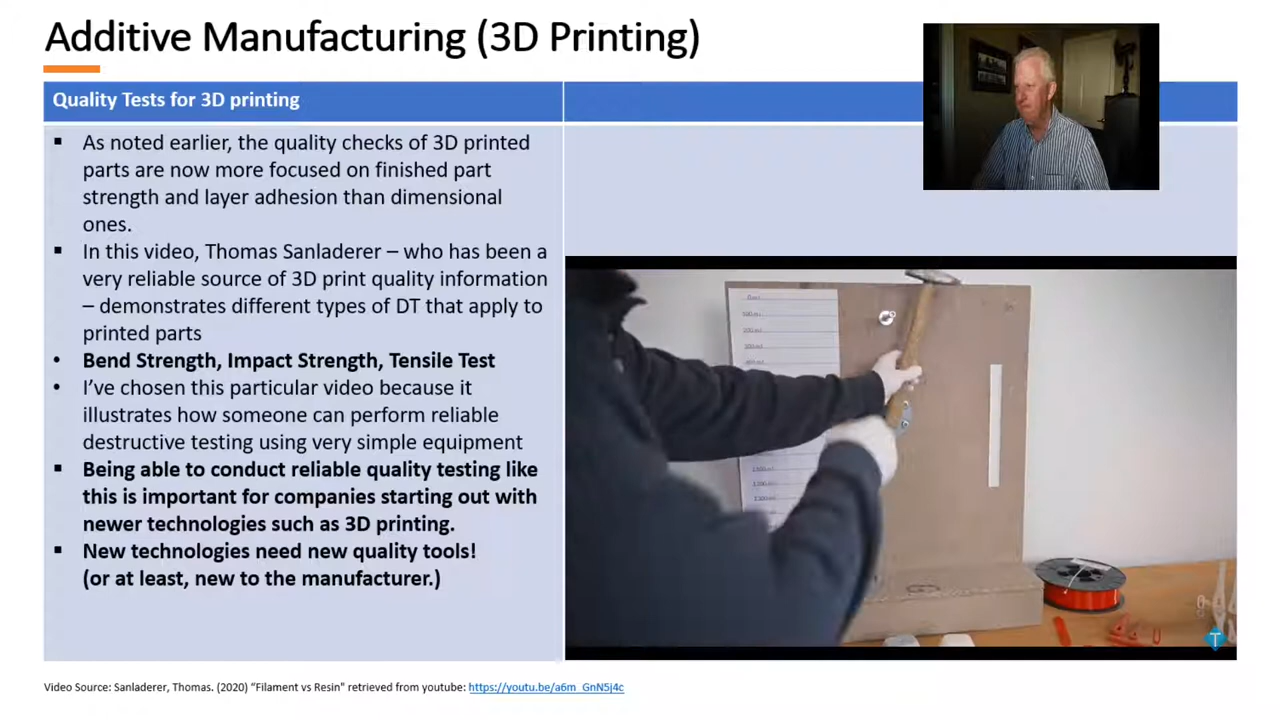 Additive Manufacturing (3D Printing)
Quality Tests for 3D printing
▪ As noted earlier, the quality checks of 3D printed
parts are now more focused on finished part
strength and layer adhesion than dimensional
ones.
▪ In this video, Thomas Sanladerer – who has been a
very reliable source of 3D print quality information
– demonstrates different types of DT that apply to
printed parts
• Bend Strength, Impact Strength, Tensile Test
• I’ve chosen this particular video because it
illustrates how someone can perform reliable
destructive testing using very simple equipment
▪ Being able to conduct reliable quality testing like
this is important for companies starting out with
newer technologies such as 3D printing.
▪ New technologies need new quality tools!
(or at least, new to the manufacturer.)
T
Video Source: Sanladerer, Thomas. (2020) “Filament vs Resin" retrieved from youtube: https://youtu.be/a6m_GnN5j4c